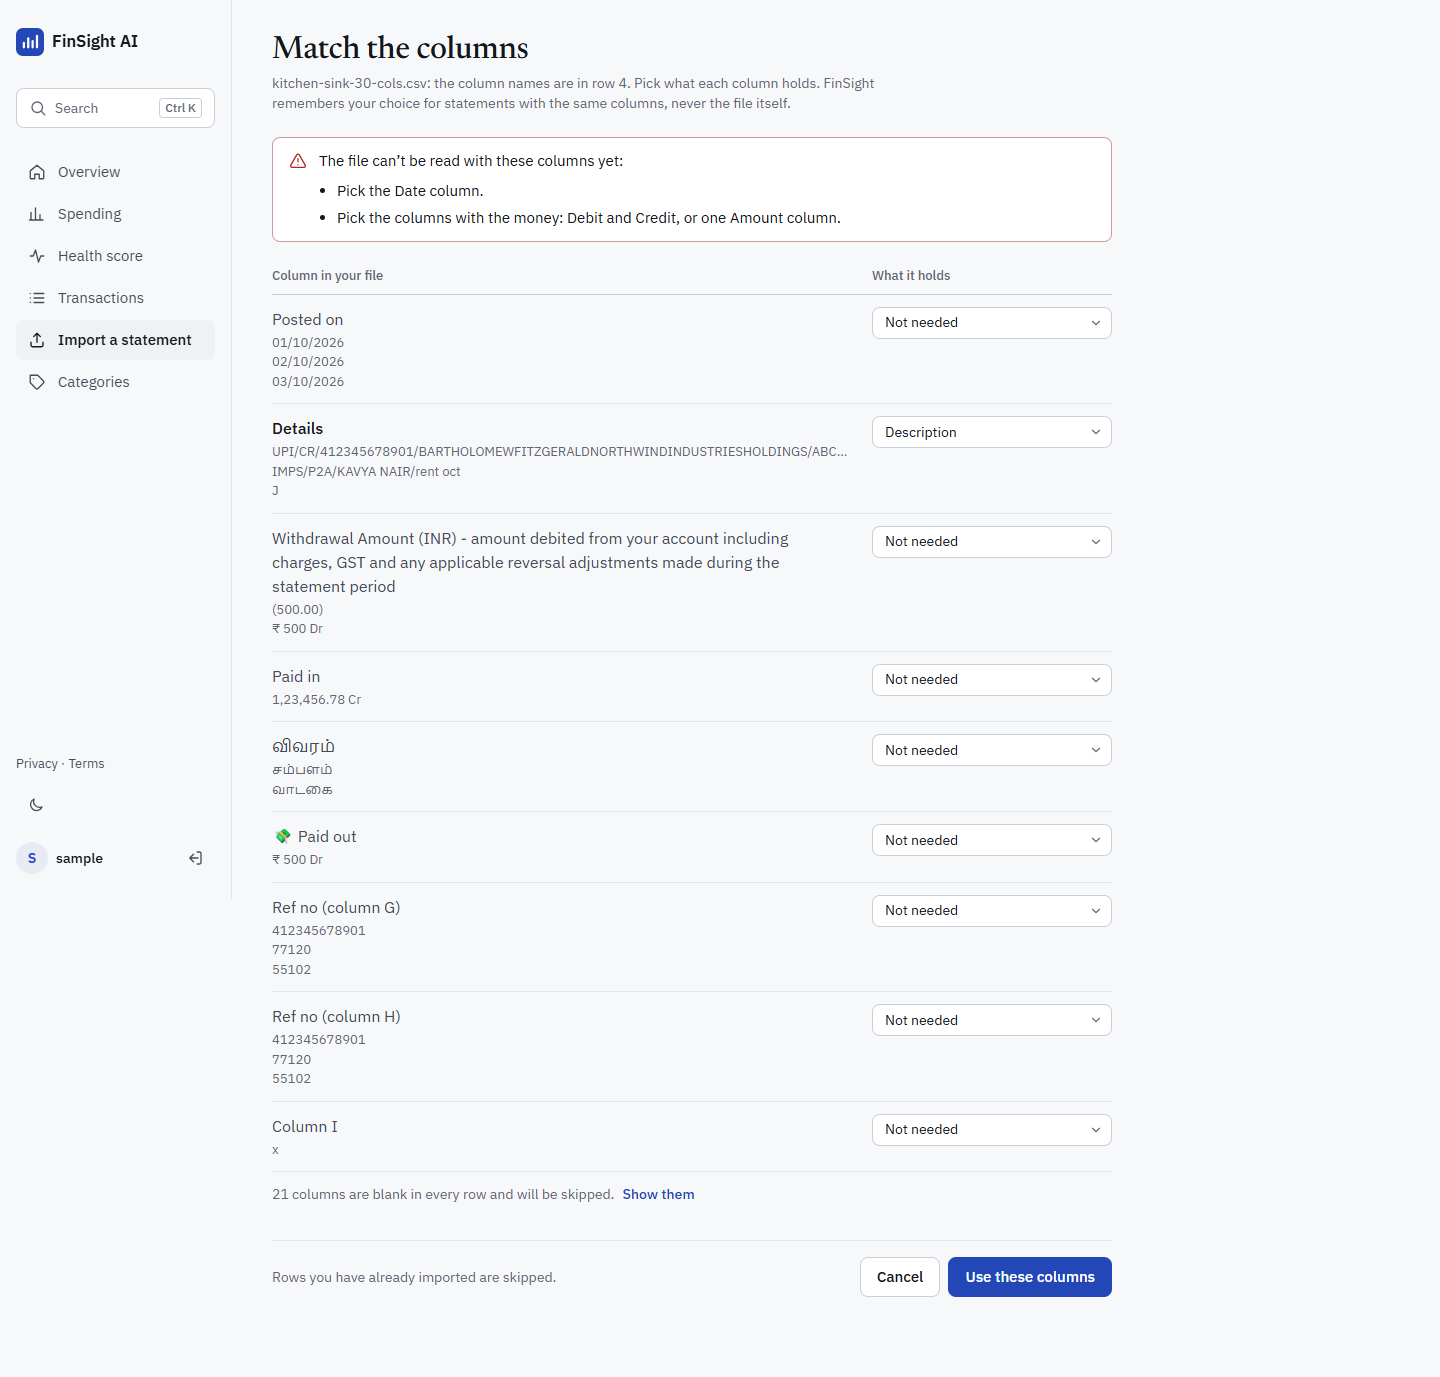 FinSight AI
Search
Ctrl K
Overview
Spending
Health score
Transactions
Import a statement
Categories
Privacy · Terms
S
sample
Match the columns
kitchen-sink-30-cols.csv: the column names are in row 4. Pick what each column holds. FinSight
remembers your choice for statements with the same columns, never the file itself.
The file can’t be read with these columns yet:
• Pick the Date column.
• Pick the columns with the money: Debit and Credit, or one Amount column.
Column in your file
What it holds
Posted on
Not needed
01/10/2026
02/10/2026
03/10/2026
Details
Description
UPI/CR/412345678901/BARTHOLOMEWFITZGERALDNORTHWINDINDUSTRIESHOLDINGS/ABC…
IMPS/P2A/KAVYA NAIR/rent oct
J
Withdrawal Amount (INR) - amount debited from your account including
charges, GST and any applicable reversal adjustments made during the
statement period
Not needed
(500.00)
₹ 500 Dr
Paid in
Not needed
1,23,456.78 Cr
விவரம்
Not needed
சம்பளம்
வாடகை
💸 Paid out
Not needed
₹ 500 Dr
Ref no (column G)
Not needed
412345678901
77120
55102
Ref no (column H)
Not needed
412345678901
77120
55102
Column I
Not needed
x
21 columns are blank in every row and will be skipped. Show them
Rows you have already imported are skipped.
Cancel
Use these columns